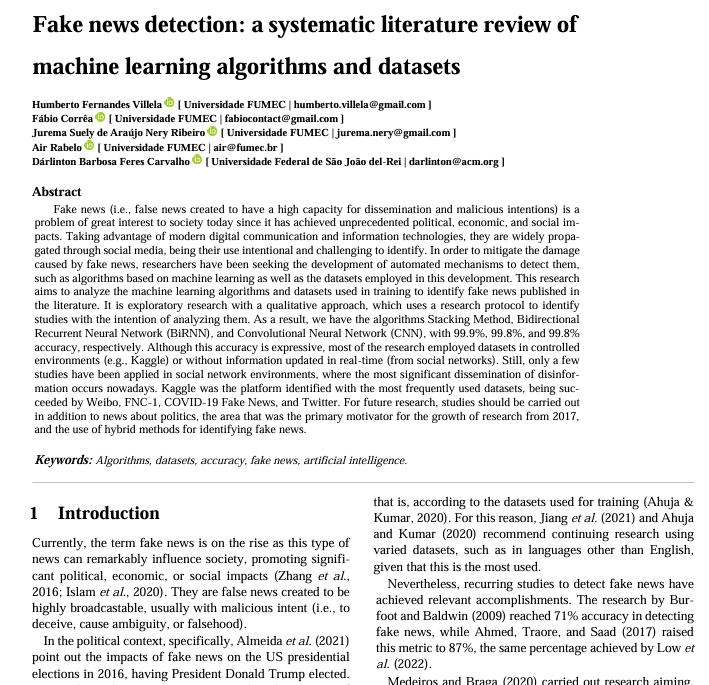 Fake news detection: a systematic literature review of
machine learning algorithms and datasets
Humberto Fernandes Villela iD [ Universidade FUMEC | humberto.villela@gmail.com ]
Fábio Corrêa iD [ Universidade FUMEC | fabiocontact@gmail.com ]
Jurema Suely de Araújo Nery Ribeiro iD [ Universidade FUMEC | jurema.nery@gmail.com ]
Air Rabelo iD [ Universidade FUMEC | air@fumec.br ]
Dárlinton Barbosa Feres Carvalho iD [ Universidade Federal de São João del-Rei | darlinton@acm.org ]
Abstract
Fake news (i.e., false news created to have a high capacity for dissemination and malicious intentions) is a
problem of great interest to society today since it has achieved unprecedented political, economic, and social im-
pacts. Taking advantage of modern digital communication and information technologies, they are widely propa-
gated through social media, being their use intentional and challenging to identify. In order to mitigate the damage
caused by fake news, researchers have been seeking the development of automated mechanisms to detect them,
such as algorithms based on machine learning as well as the datasets employed in this development. This research
aims to analyze the machine learning algorithms and datasets used in training to identify fake news published in
the literature. It is exploratory research with a qualitative approach, which uses a research protocol to identify
studies with the intention of analyzing them. As a result, we have the algorithms Stacking Method, Bidirectional
Recurrent Neural Network (BiRNN), and Convolutional Neural Network (CNN), with 99.9%, 99.8%, and 99.8%
accuracy, respectively. Although this accuracy is expressive, most of the research employed datasets in controlled
environments (e.g., Kaggle) or without information updated in real-time (from social networks). Still, only a few
studies have been applied in social network environments, where the most significant dissemination of disinfor-
mation occurs nowadays. Kaggle was the platform identified with the most frequently used datasets, being suc-
ceeded by Weibo, FNC-1, COVID-19 Fake News, and Twitter. For future research, studies should be carried out
in addition to news about politics, the area that was the primary motivator for the growth of research from 2017,
and the use of hybrid methods for identifying fake news.
Keywords: Algorithms, datasets, accuracy, fake news, artificial intelligence.
1 Introduction
Currently, the term fake news is on the rise as this type of
news can remarkably influence society, promoting signifi-
cant political, economic, or social impacts (Zhang et al.,
2016; Islam et al., 2020). They are false news created to be
highly broadcastable, usually with malicious intent (i.e., to
deceive, cause ambiguity, or falsehood).
In the political context, specifically, Almeida et al. (2021)
point out the impacts of fake news on the US presidential
elections in 2016, having President Donald Trump elected.
that is, according to the datasets used for training (Ahuja &
Kumar, 2020). For this reason, Jiang et al. (2021) and Ahuja
and Kumar (2020) recommend continuing research using
varied datasets, such as in languages other than English,
given that this is the most used.
Nevertheless, recurring studies to detect fake news have
achieved relevant accomplishments. The research by Bur-
foot and Baldwin (2009) reached 71% accuracy in detecting
fake news, while Ahmed, Traore, and Saad (2017) raised
this metric to 87%, the same percentage achieved by Low et
al. (2022).
Medeiros and Braga (2020) carried out research aiming,